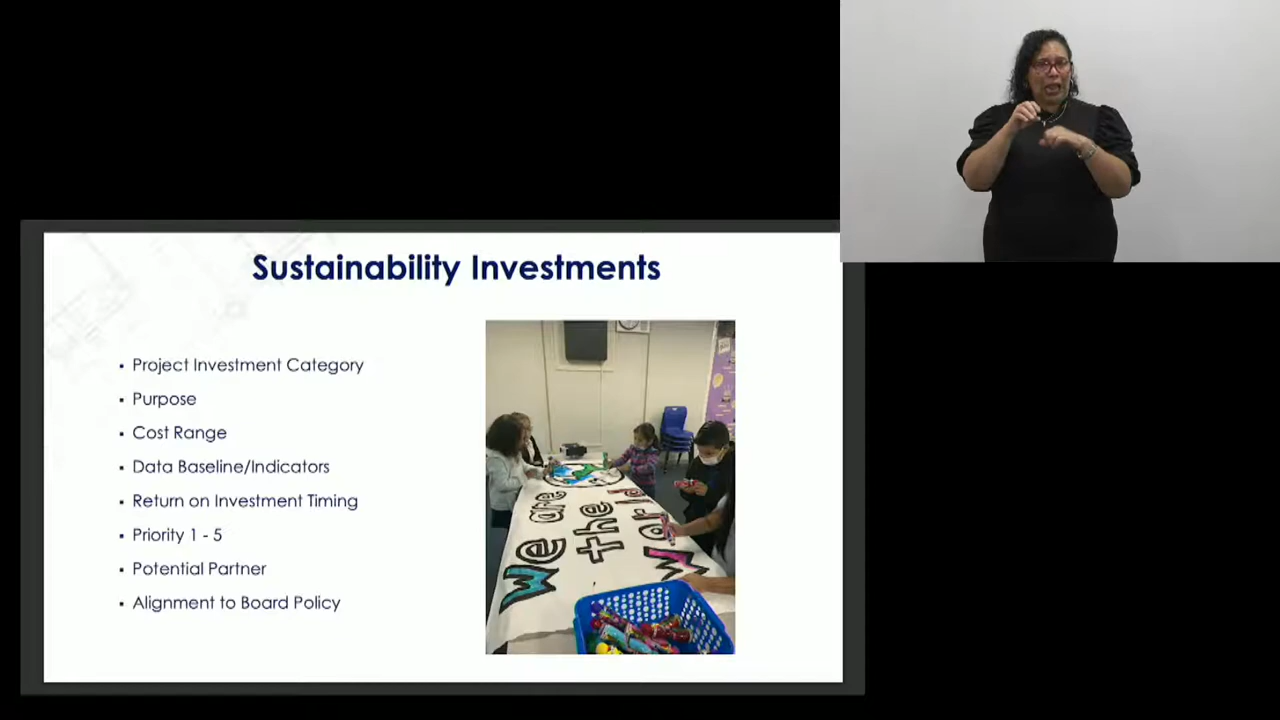 Sustainability Investments
▪ Project Investment Category
▪ Purpose
▪ Cost Range
▪ Data Baseline/Indicators
▪ Return on Investment Timing
▪ Priority 1 - 5
▪ Potential Partner
▪ Alignment to Board Policy
We are
the
World